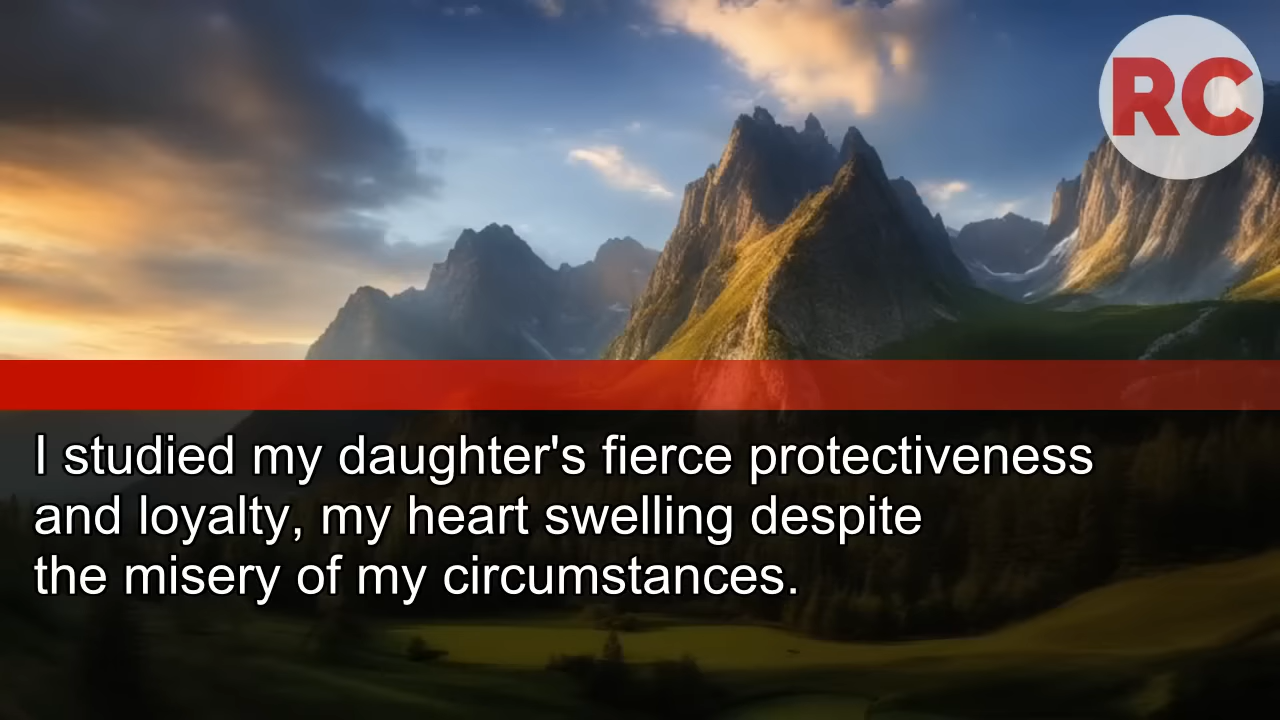 RC
I studied my daughter's fierce protectiveness
and loyalty, my heart swelling despite
the misery of my circumstances.